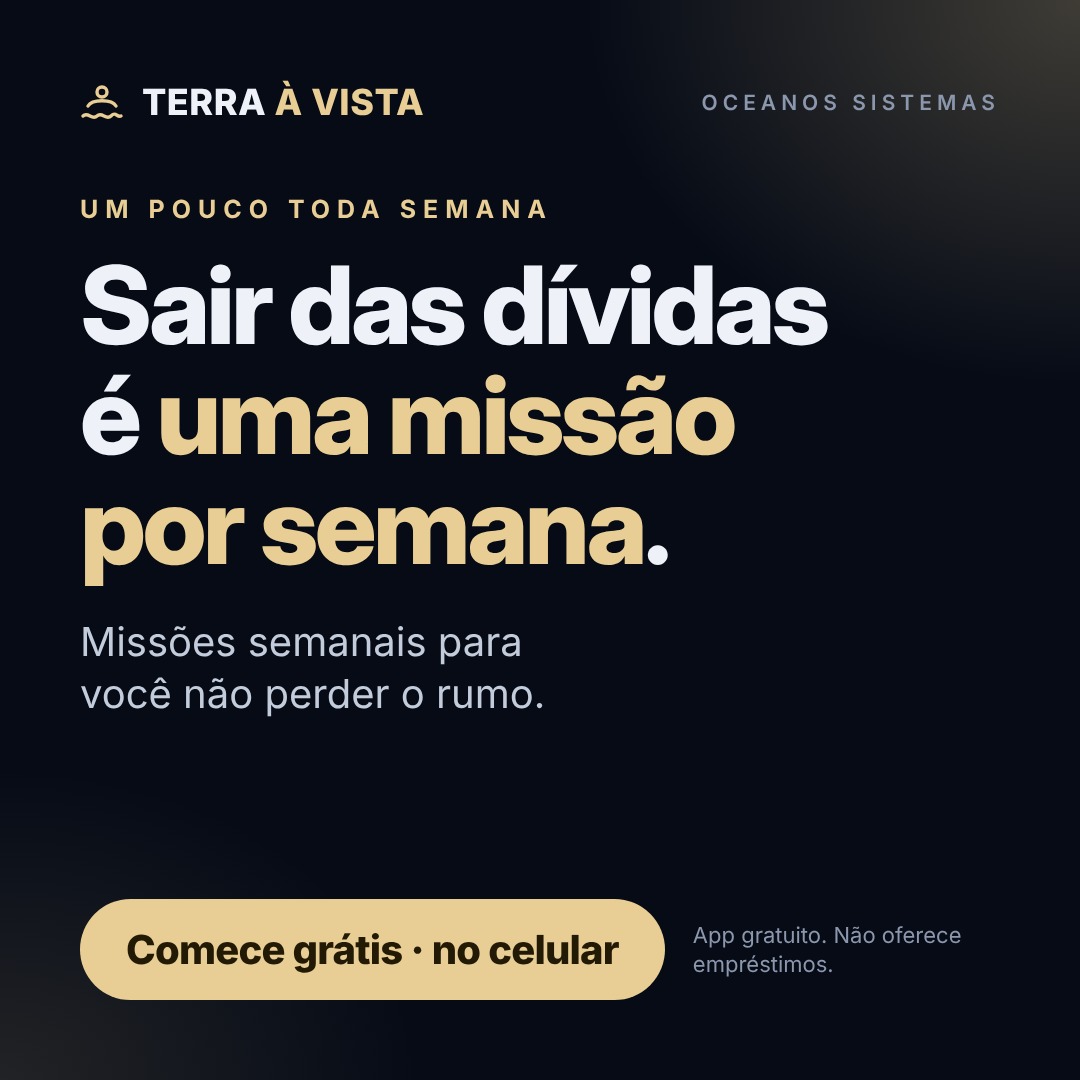 TERRA À VISTA
OCEANOS SISTEMAS
UM POUCO TODA SEMANA
Sair das dívidas
é uma missão
por semana.
Missões semanais para
você não perder o rumo.
Comece grátis · no celular
App gratuito. Não oferece
empréstimos.